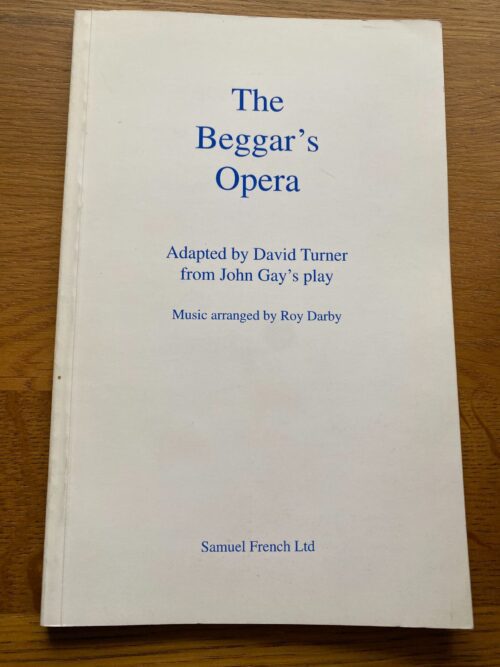 The
Beggar's
Opera
Adapted by David Turner
from John Gay's play
Music arranged by Roy Darby
Samuel French Ltd